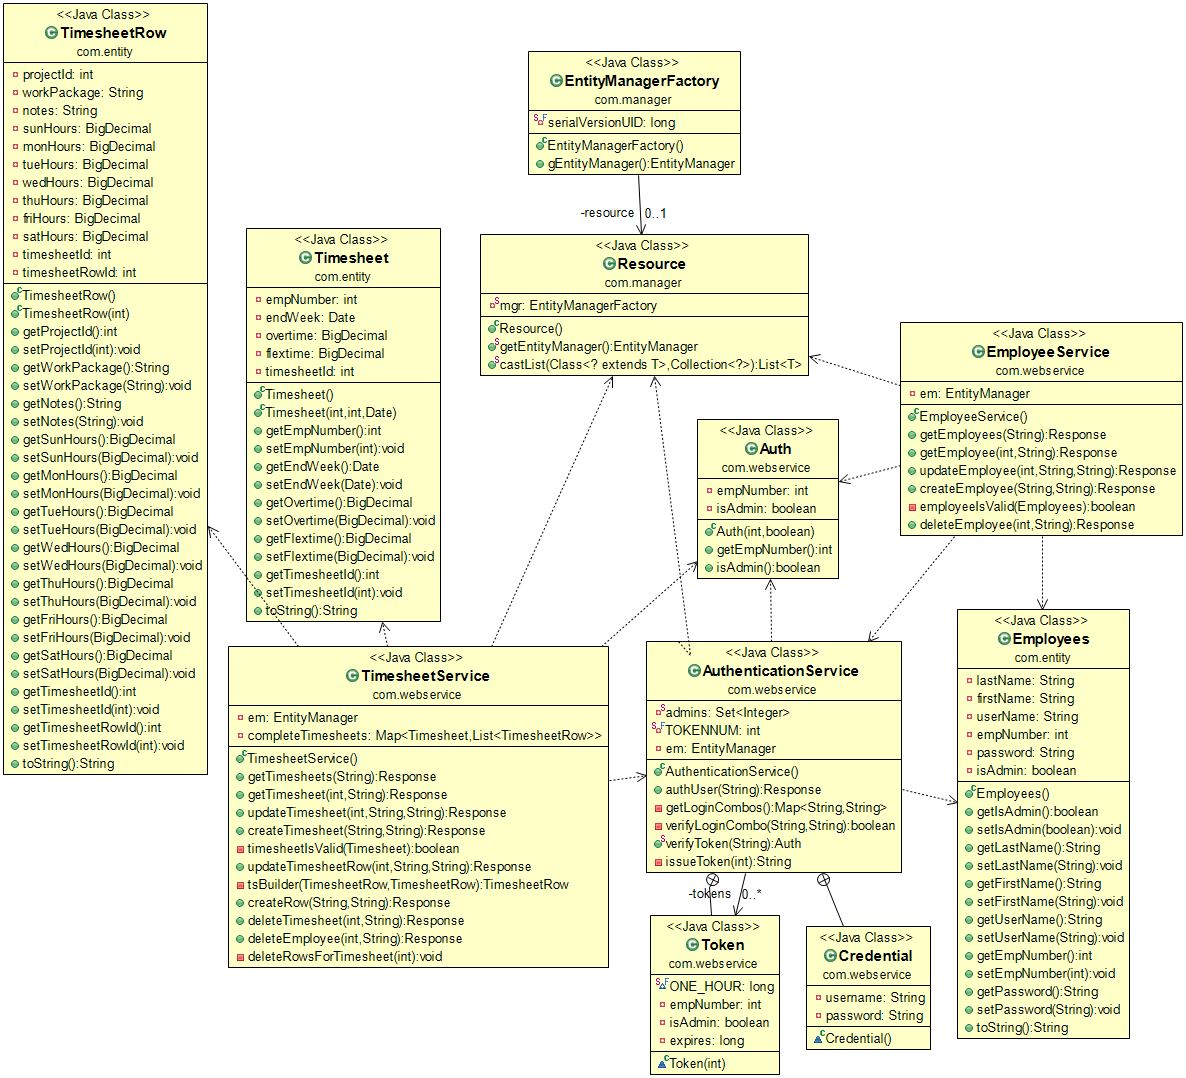 <<Java Class>>
TimesheetRow
com.entity
projectId: int
workPackage: String
notes: String
sunHours: BigDecimal
monHours: BigDecimal
tueHours: BigDecimal
wedHours: BigDecimal
thuHours: BigDecimal
friHours: BigDecimal
satHours: BigDecimal
timesheetId: int
timesheetRowId: int
TimesheetRow()
TimesheetRow(int)
getProjectId():int
setProjectId(int):void
getWorkPackage():String
setWorkPackage(String):void
getNotes():String
setNotes(String):void
getSunHours():BigDecimal
setSunHours(BigDecimal):void
getMonHours():BigDecimal
setMonHours(BigDecimal):void
getTueHours():BigDecimal
setTueHours(BigDecimal):void
getWedHours():BigDecimal
setWedHours(BigDecimal):void
getThuHours():BigDecimal
setThuHours(BigDecimal):void
getFriHours():BigDecimal
setFriHours(BigDecimal):void
getSatHours():BigDecimal
setSatHours(BigDecimal):void
getTimesheetId():int
setTimesheetId(int):void
getTimesheetRowId():int
setTimesheetRowId(int):void
toString():String
<<Java Class>>
Timesheet
com.entity
empNumber: int
endWeek: Date
overtime: BigDecimal
flextime: BigDecimal
timesheetId: int
Timesheet()
Timesheet(int,int,Date)
getEmpNumber():int
setEmpNumber(int):void
getEndWeek():Date
setEndWeek(Date):void
getOvertime():BigDecimal
setOvertime(BigDecimal):void
getFlextime():BigDecimal
setFlextime(BigDecimal):void
getTimesheetId():int
setTimesheetId(int):void
toString():String
<<Java Class>>
EntityManagerFactory
com.manager
serialVersionUID: long
EntityManagerFactory()
gEntityManager():EntityManager
-resource 0..1
<<Java Class>>
Resource
com.manager
mgr: EntityManagerFactory
Resource()
getEntityManager():EntityManager
castList(Class<? extends T>,Collection<?>):List<T>
<<Java Class>>
EmployeeService
com.webservice
em: EntityManager
EmployeeService()
getEmployees(String):Response
getEmployee(int,String):Response
updateEmployee(int,String,String):Response
createEmployee(String,String):Response
employeeIsValid(Employees):boolean
deleteEmployee(int,String):Response
<<Java Class>>
Auth
com.webservice
empNumber: int
isAdmin: boolean
Auth(int,boolean)
getEmpNumber():int
isAdmin():boolean
<<Java Class>>
TimesheetService
com.webservice
em: EntityManager
completeTimesheets: Map<Timesheet,List<TimesheetRow>>
TimesheetService()
getTimesheets(String):Response
getTimesheet(int,String):Response
updateTimesheet(int,String,String):Response
createTimesheet(String,String):Response
timesheetIsValid(Timesheet):boolean
updateTimesheetRow(int,String,String):Response
tsBuilder(TimesheetRow,TimesheetRow):TimesheetRow
createRow(String,String):Response
deleteTimesheet(int,String):Response
deleteEmployee(int,String):Response
deleteRowsForTimesheet(int):void
<<Java Class>>
AuthenticationService
com.webservice
admins: Set<Integer>
TOKENNUM: int
em: EntityManager
AuthenticationService()
authUser(String):Response
getLoginCombos():Map<String,String>
verifyLoginCombo(String,String):boolean
verifyToken(String):Auth
issueToken(int):String
-tokens 0..*
<<Java Class>>
Employees
com.entity
lastName: String
firstName: String
userName: String
empNumber: int
password: String
isAdmin: boolean
Employees()
getIsAdmin():boolean
setIsAdmin(boolean):void
getLastName():String
setLastName(String):void
getFirstName():String
setFirstName(String):void
getUserName():String
setUserName(String):void
getEmpNumber():int
setEmpNumber(int):void
getPassword():String
setPassword(String):void
toString():String
<<Java Class>>
Token
com.webservice
ONE_HOUR: long
empNumber: int
isAdmin: boolean
expires: long
Token(int)
<<Java Class>>
Credential
com.webservice
username: String
password: String
Credential()